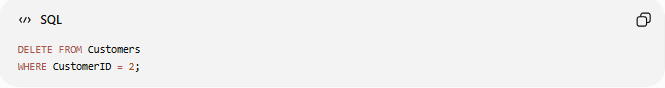 </> SQL
DELETE FROM Customers
WHERE CustomerID = 2;